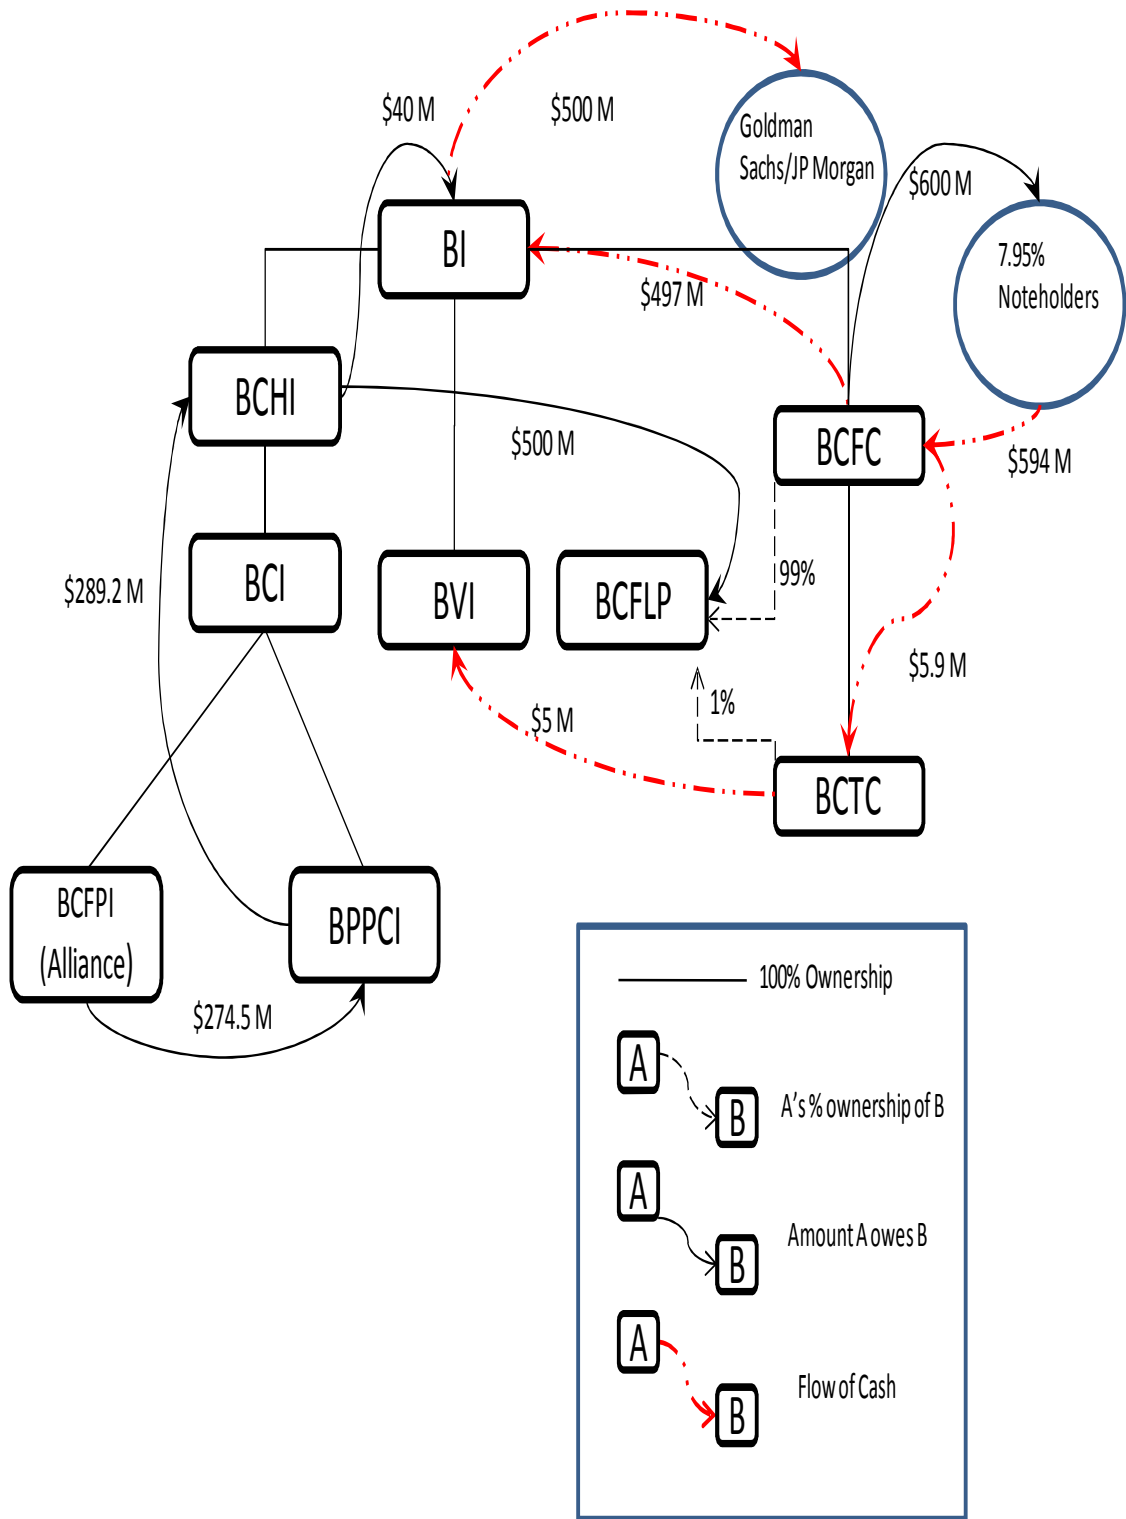 $40 M
$500 M
Goldman
Sachs/JP Morgan
$600 M
BI
$497 M
7.95%
Noteholders
BCHI
$500 M
BCFC
$594 M
$289.2 M
BCI
BVI
BCFLP
99%
$5.9 M
1%
$5 M
BCTC
BCFPI
(Alliance)
BPPCI
$274.5 M
100% Ownership
A
B
A's % ownership of B
A
B
Amount A owes B
A
B
Flow of Cash